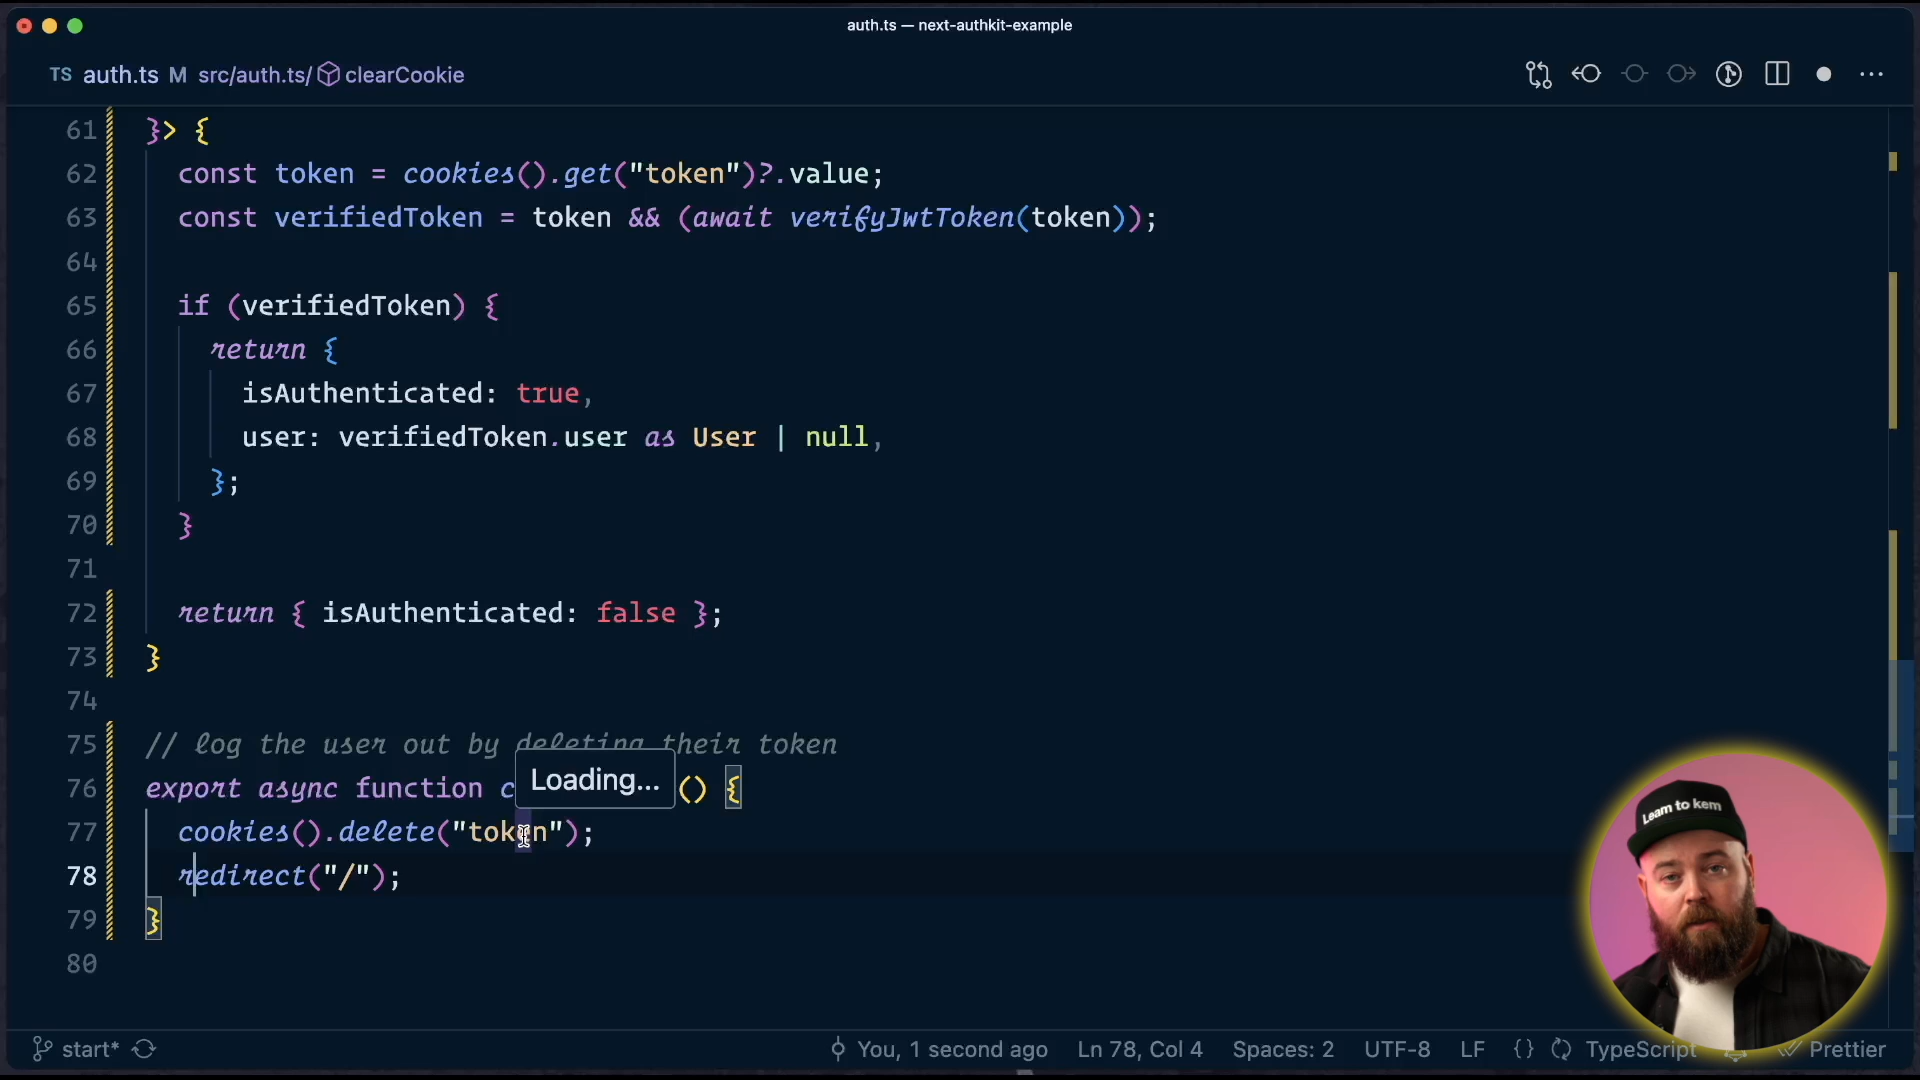 auth.ts — next-authkit-example
TS auth.ts M src/auth.ts/ clearCookie
61 }> {
62 const token = cookies().get("token")?.value;
63 const verifiedToken = token && (await verifyJwtToken(token));
64
65 if (verifiedToken) {
66 return {
67 isAuthenticated: true,
68 user: verifiedToken.user as User | null,
69 };
70 }
71
72 return { isAuthenticated: false };
73 }
74
75 // log the user out by deleting their token
76 export async function c () {
Loading...
77 cookies().delete("token");
78 redirect("/");
79 }
80
Learn to kern
start* You, 1 second ago Ln 78, Col 4 Spaces: 2 UTF-8 LF {} TypeScript Prettier